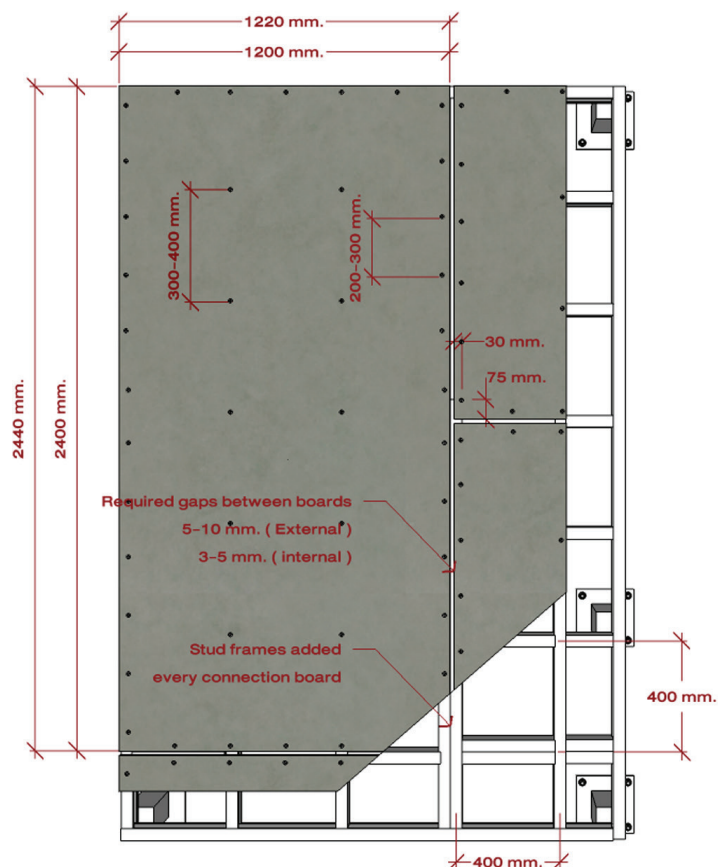 1220 mm.
1200 mm.
300-400 mm.
200-300 mm.
30 mm.
75 mm.
2440 mm.
2400 mm.
Required gaps between boards
5-10 mm. ( External )
3-5 mm. ( internal )
Stud frames added
every connection board
400 mm.
400 mm.